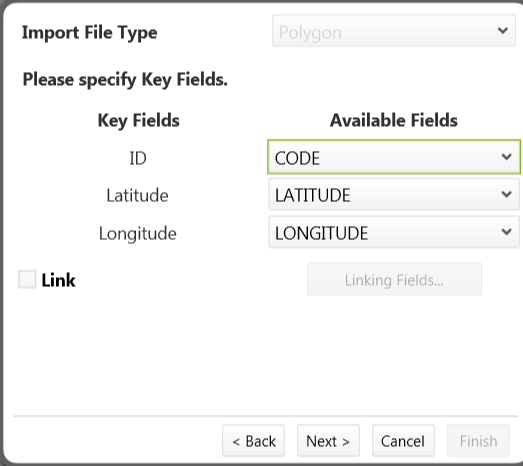 Import File Type Polygon
Please specify Key Fields.
Key Fields Available Fields
ID CODE
Latitude LATITUDE
Longitude LONGITUDE
Link Linking Fields...
< Back Next > Cancel Finish